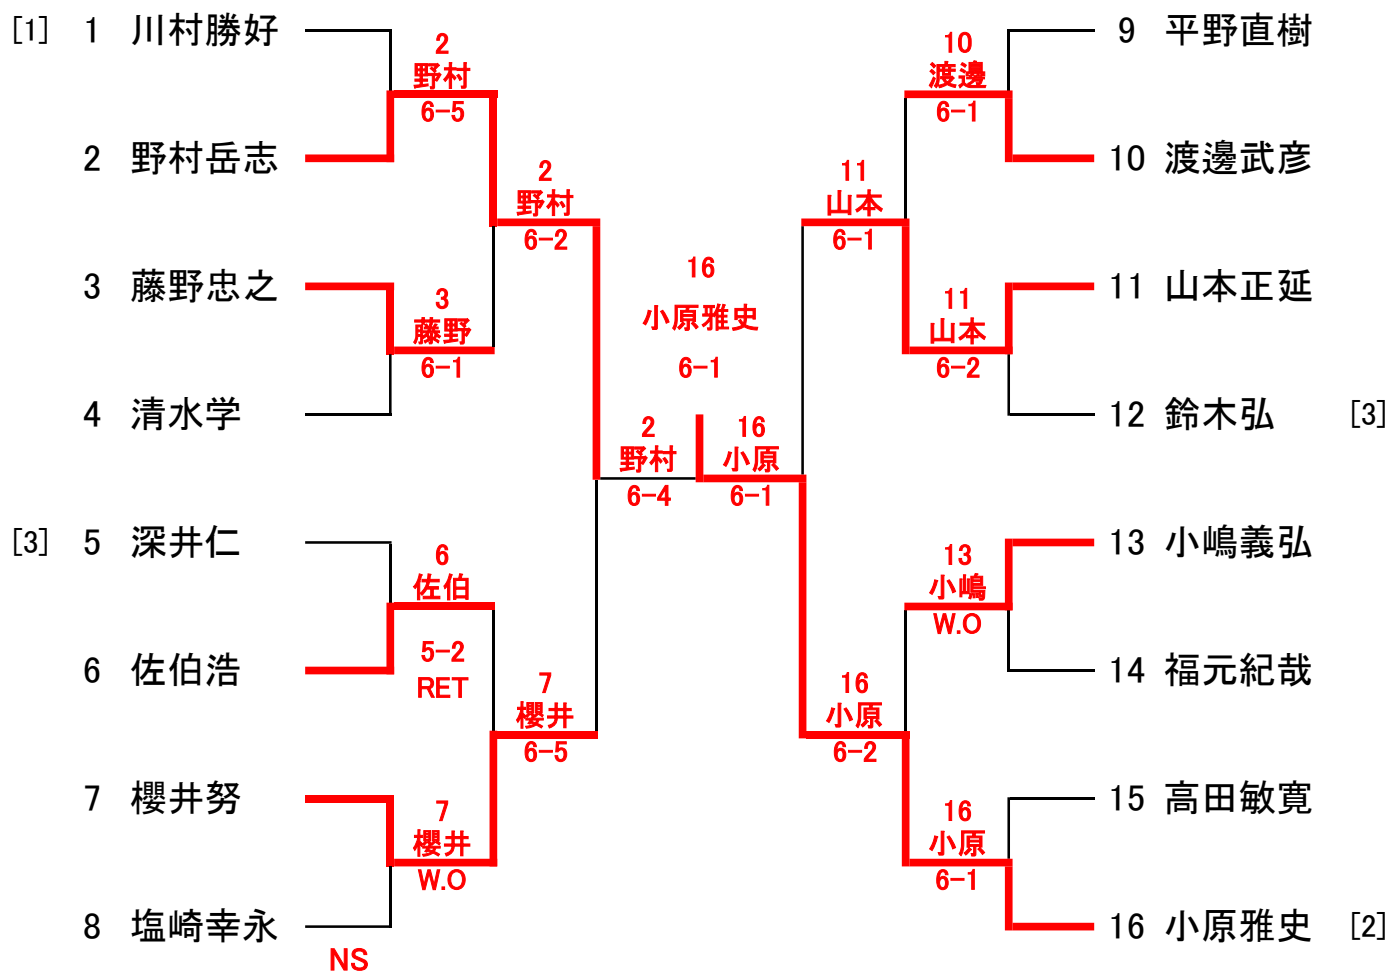 [1] 1 川村勝好
2 野村岳志
3 藤野忠之
4 清水学
[3] 5 深井仁
6 佐伯浩
7 櫻井努
8 塩崎幸永
NS
2
野村
6-5
3
藤野
6-1
6
佐伯
5-2
RET
7
櫻井
W.O
2
野村
6-2
7
櫻井
6-5
2
野村
6-4
16
小原雅史
6-1
16
小原
6-1
11
山本
6-1
16
小原
6-2
10
渡邊
6-1
11
山本
6-2
13
小嶋
W.O
16
小原
6-1
9 平野直樹
10 渡邊武彦
11 山本正延
12 鈴木弘 [3]
13 小嶋義弘
14 福元紀哉
15 高田敏寛
16 小原雅史 [2]